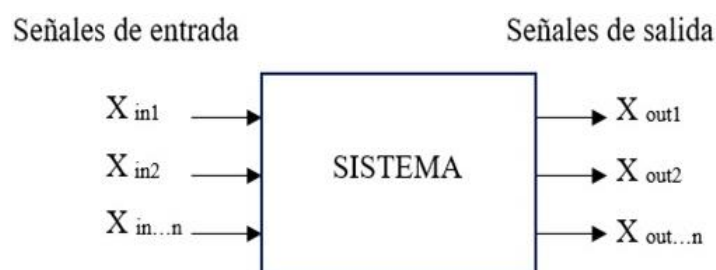 Señales de entrada Señales de salida
X in1 X out1
X in2 SISTEMA X out2
X in...n X out...n